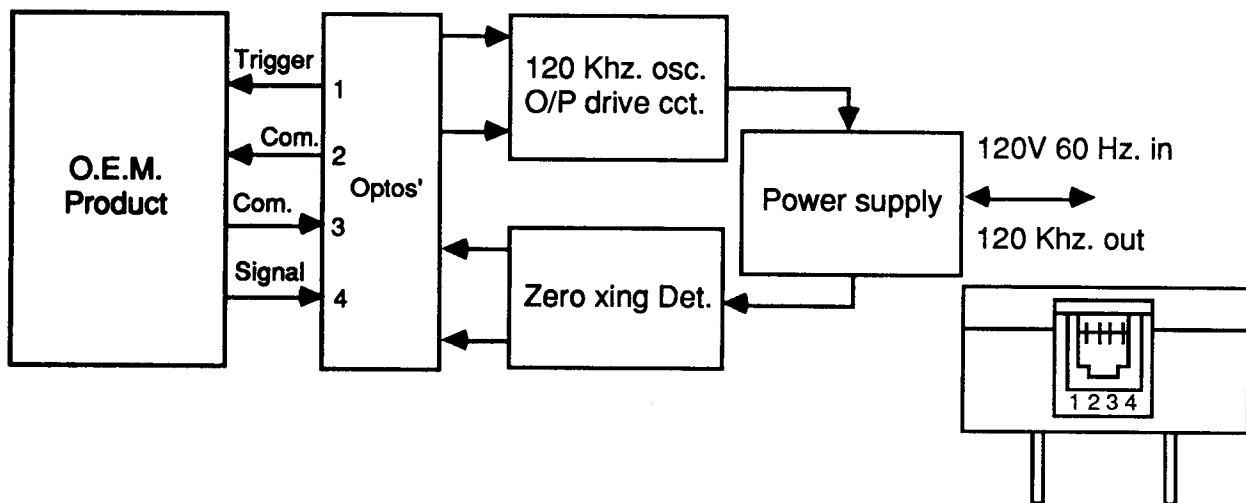 O.E.M.
Product
Trigger
Com.
Com.
Signal
1
2
3
4
Optos'
120 Khz. osc.
O/P drive cct.
Zero xing Det.
Power supply
120V 60 Hz. in
120 Khz. out
1 2 3 4